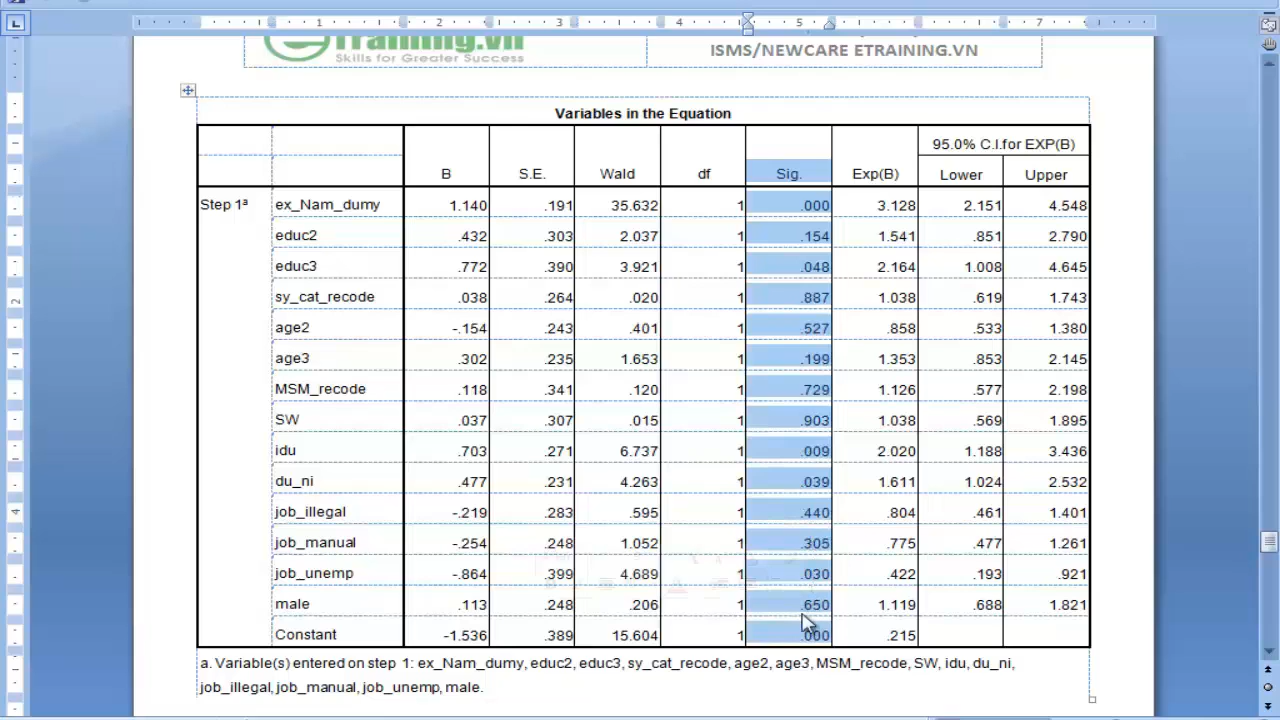 1 2 3 4 5 7
Training.vn
Skills for Greater Success
ISMS/NEWCARE ETRAINING.VN
Variables in the Equation
95.0% C.I.for EXP(B)
B S.E. Wald df Sig. Exp(B) Lower Upper
Step 1ª ex_Nam_dumy 1.140 .191 35.632 1 .000 3.128 2.151 4.548
educ2 .432 .303 2.037 1 .154 1.541 .851 2.790
educ3 .772 .390 3.921 1 .048 2.164 1.008 4.645
sy_cat_recode .038 .264 .020 1 .887 1.038 .619 1.743
age2 -.154 .243 .401 1 .527 .858 .533 1.380
age3 .302 .235 1.653 1 .199 1.353 .853 2.145
MSM_recode .118 .341 .120 1 .729 1.126 .577 2.198
SW .037 .307 .015 1 .903 1.038 .569 1.895
idu .703 .271 6.737 1 .009 2.020 1.188 3.436
du_ni .477 .231 4.263 1 .039 1.611 1.024 2.532
job_illegal -.219 .283 .595 1 .440 .804 .461 1.401
job_manual -.254 .248 1.052 1 .305 .775 .477 1.261
job_unemp -.864 .399 4.689 1 .030 .422 .193 .921
male .113 .248 .206 1 .650 1.119 .688 1.821
Constant -1.536 .389 15.604 1 .000 .215
a. Variable(s) entered on step 1: ex_Nam_dumy, educ2, educ3, sy_cat_recode, age2, age3, MSM_recode, SW, idu, du_ni,
job_illegal, job_manual, job_unemp, male.
2
4